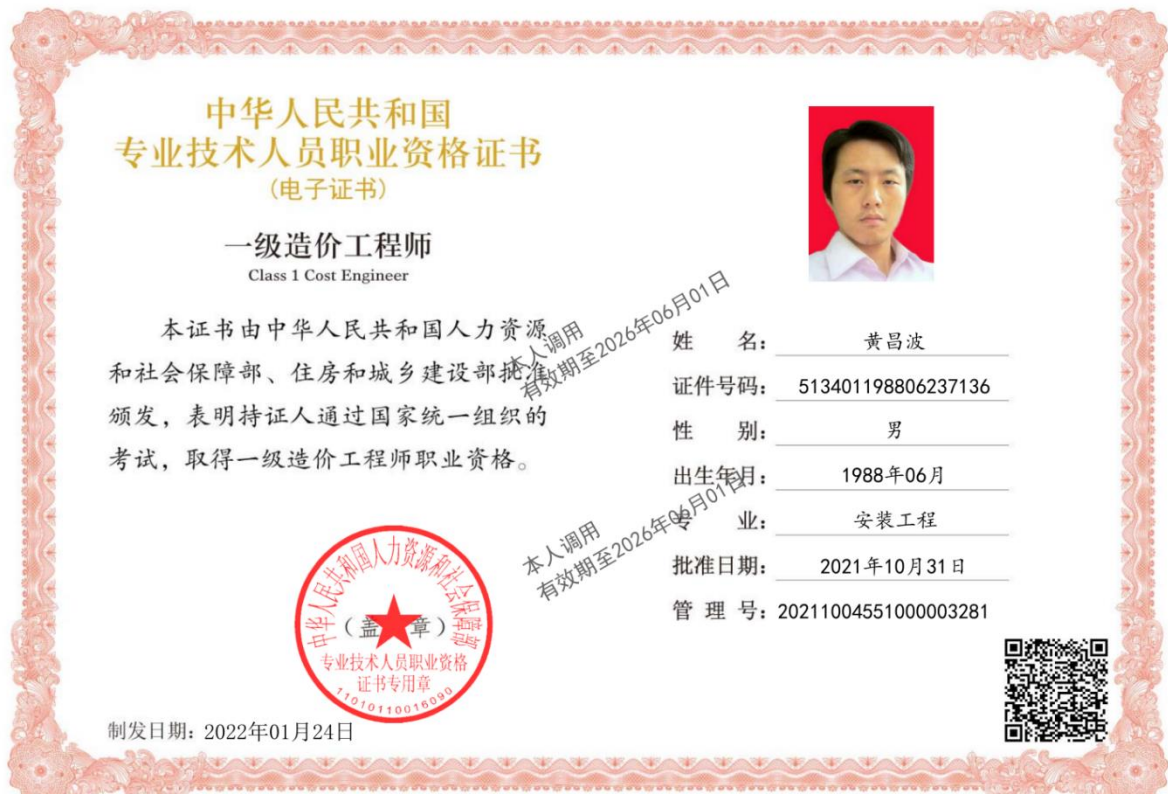 中华人民共和国
专业技术人员职业资格证书
(电子证书)
一级造价工程师
Class 1 Cost Engineer
本证书由中华人民共和国人力资源
和社会保障部、住房和城乡建设部批准
颁发，表明持证人通过国家统一组织的
考试，取得一级造价工程师职业资格。
本人调用
有效期至2026年06月01日
姓 名：黄昌波
证件号码：513401198806237136
性 别：男
出生年月：1988年06月
专 业：安装工程
批准日期：2021年10月31日
管 理 号：20211004551000003281
本人调用
有效期至2026年06月01日
中华人民共和国人力资源和社会保障部
（盖 章）
专业技术人员职业资格
证书专用章
11010110016090
制发日期：2022年01月24日